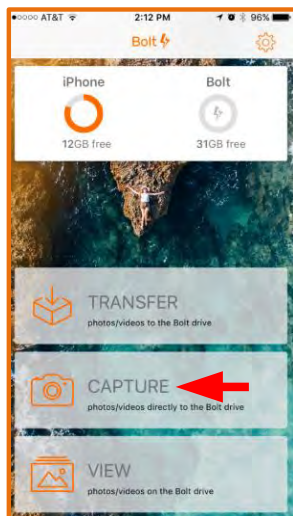 AT&T 2:12 PM 96%
Bolt
iPhone Bolt
12GB free 31GB free
TRANSFER
photos/videos to the Bolt drive
CAPTURE
photos/videos directly to the Bolt drive
VIEW
photos/videos on the Bolt drive